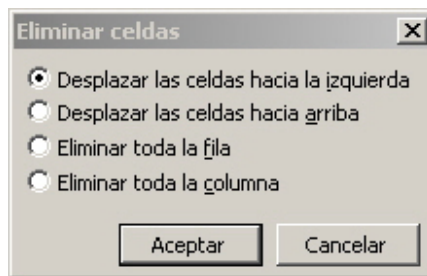 Eliminar celdas
Desplazar las celdas hacia la izquierda
Desplazar las celdas hacia arriba
Eliminar toda la fila
Eliminar toda la columna
Aceptar Cancelar